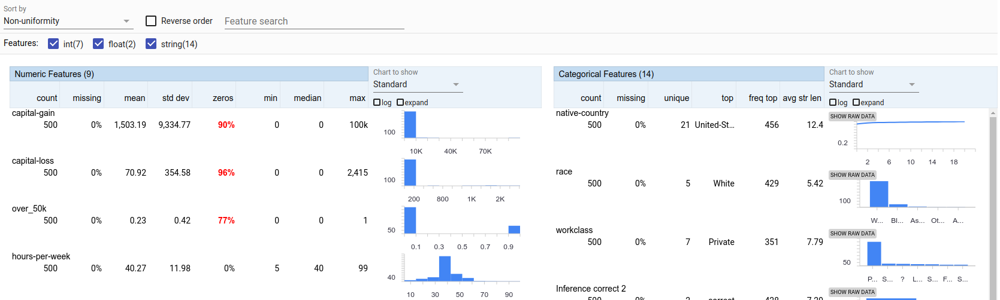 Sort by
Non-uniformity Reverse order Feature search
Features: int(7) float(2) string(14)
Numeric Features (9)
count missing mean std dev zeros min median max
Chart to show
Standard
log expand
capital-gain
500 0% 1,503.19 9,334.77 90% 0 0 100k
100
10K 40K 70K
capital-loss
500 0% 70.92 354.58 96% 0 0 2,415
100
200 800 1K 2K
over_50k
500 0% 0.23 0.42 77% 0 0 1
50
0.1 0.3 0.5 0.7 0.9
hours-per-week
500 0% 40.27 11.98 0% 5 40 99
40
10 30 50 70 90
Categorical Features (14)
count missing unique top freq top avg str len
Chart to show
Standard
log expand
native-country
500 0% 21 United-St... 456 12.4
SHOW RAW DATA
0.2
2 6 10 14 18
race
500 0% 5 White 429 5.42
SHOW RAW DATA
100
W... Bl... As... Ot... A...
workclass
500 0% 7 Private 351 7.79
SHOW RAW DATA
50
P... S... ? L... S... F... S...
Inference correct 2
SHOW RAW DATA
500 0% 2 correct